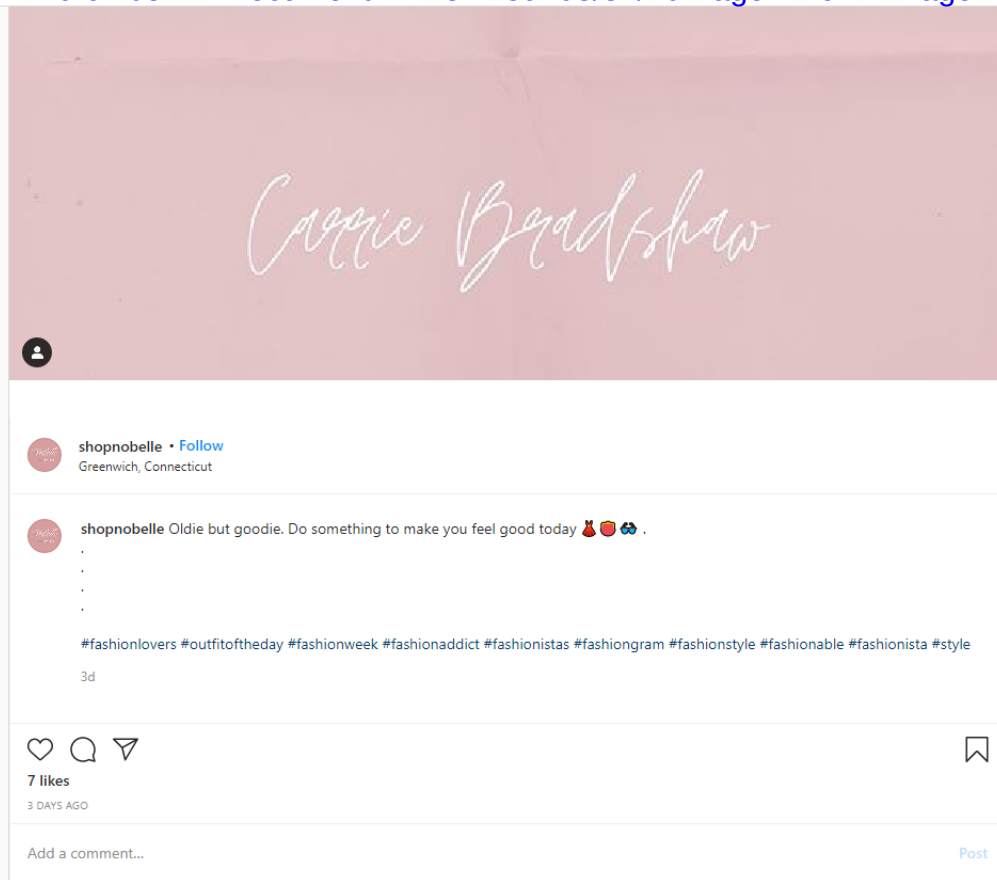 Carrie Bradshaw
shopnobelle • Follow
Greenwich, Connecticut
shopnobelle Oldie but goodie. Do something to make you feel good today 👗👛🕶️ .
.
.
.
.
#fashionlovers #outfitoftheday #fashionweek #fashionaddict #fashionistas #fashiongram #fashionstyle #fashionable #fashionista #style
3d
7 likes
3 DAYS AGO
Add a comment...
Post